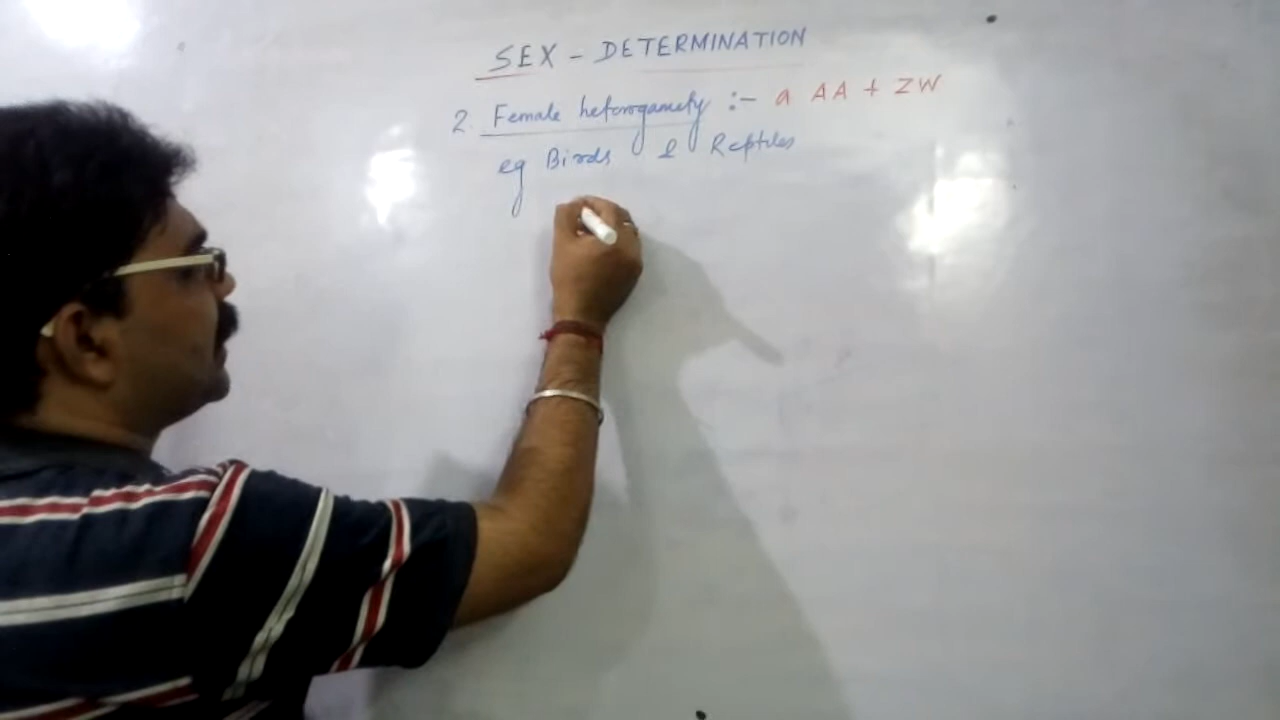 SEX - DETERMINATION
2. Female heterogamety :- a AA + ZW
eg Birds & Reptiles